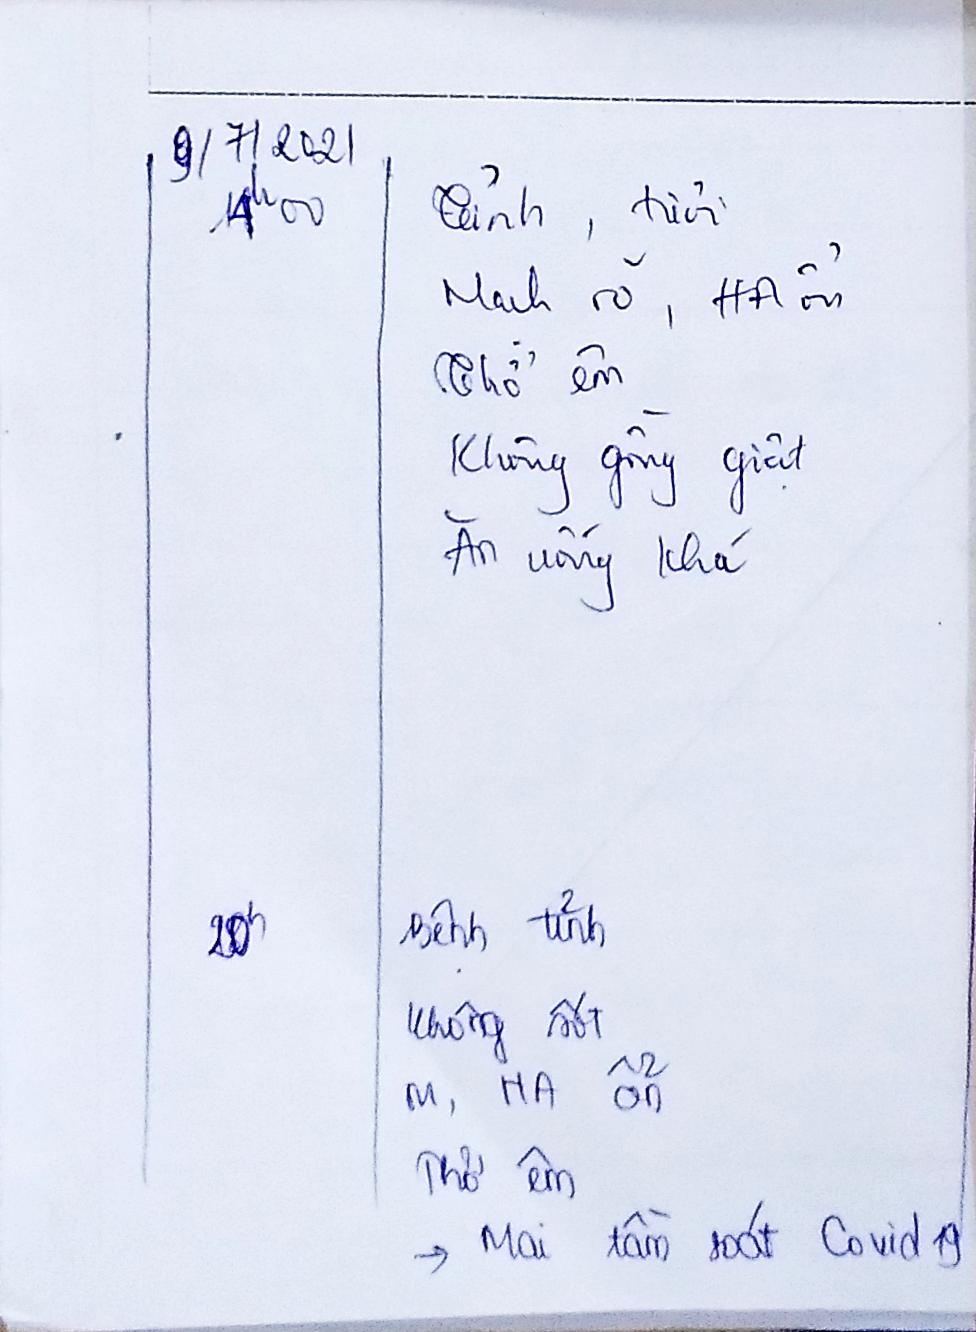 9/7/2021
14h00
Tỉnh, tươi
Mạch rõ, HA ổn
Thở êm
Không gồng giật
Ăn uống khá
20h
Bệnh tỉnh
Không sốt
M, HA ổn
Thở êm
→ Mai tầm soát Covid 19